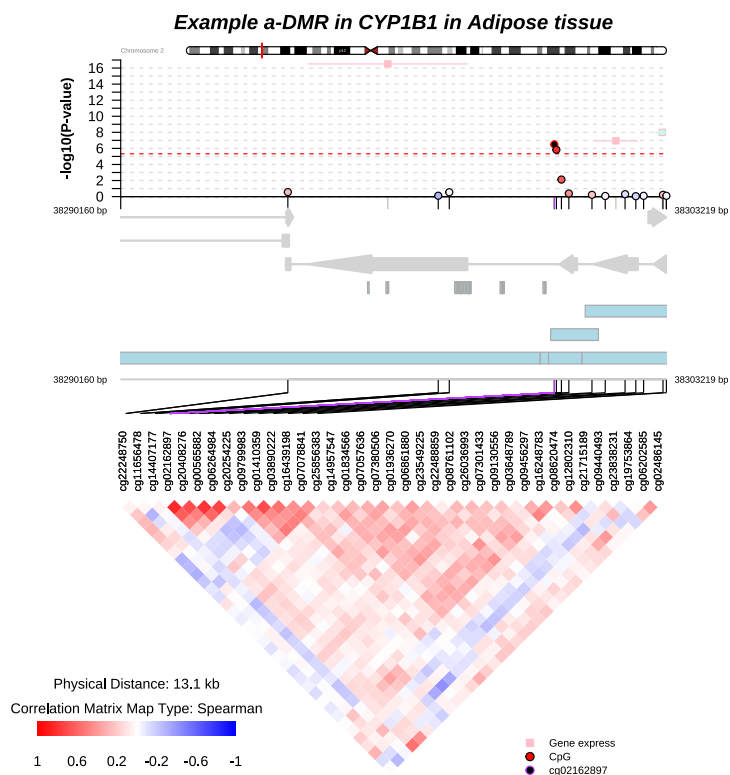 Example a-DMR in CYP1B1 in Adipose tissue
Chromosome 2
p12
16
14
12
10
8
6
4
2
0
-log10(P-value)
38290160 bp
38303219 bp
38290160 bp
38303219 bp
cg22248750
cg11656478
cg14407177
cg02162897
cg20408276
cg00565882
cg06264984
cg20254225
cg09799983
cg01410359
cg03890222
cg16439198
cg07078841
cg25856383
cg14957547
cg01834566
cg07057636
cg07380506
cg01936270
cg06861880
cg23549225
cg22488859
cg08761102
cg26036993
cg07301433
cg09130556
cg03648789
cg09456297
cg16248783
cg08620474
cg12802310
cg21715189
cg09440493
cg23838231
cg19753864
cg06202585
cg02486145
Physical Distance: 13.1 kb
Correlation Matrix Map Type: Spearman
1 0.6 0.2 -0.2 -0.6 -1
Gene express
CpG
cg02162897